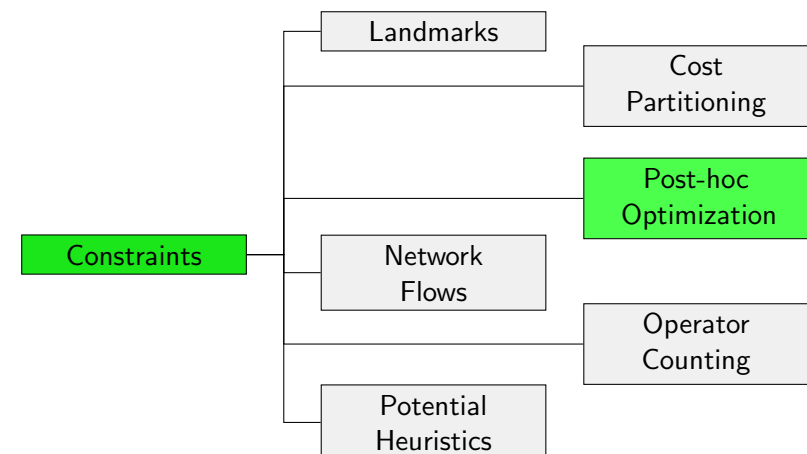 Landmarks
Cost
Partitioning
Post-hoc
Optimization
Constraints
Network
Flows
Operator
Counting
Potential
Heuristics